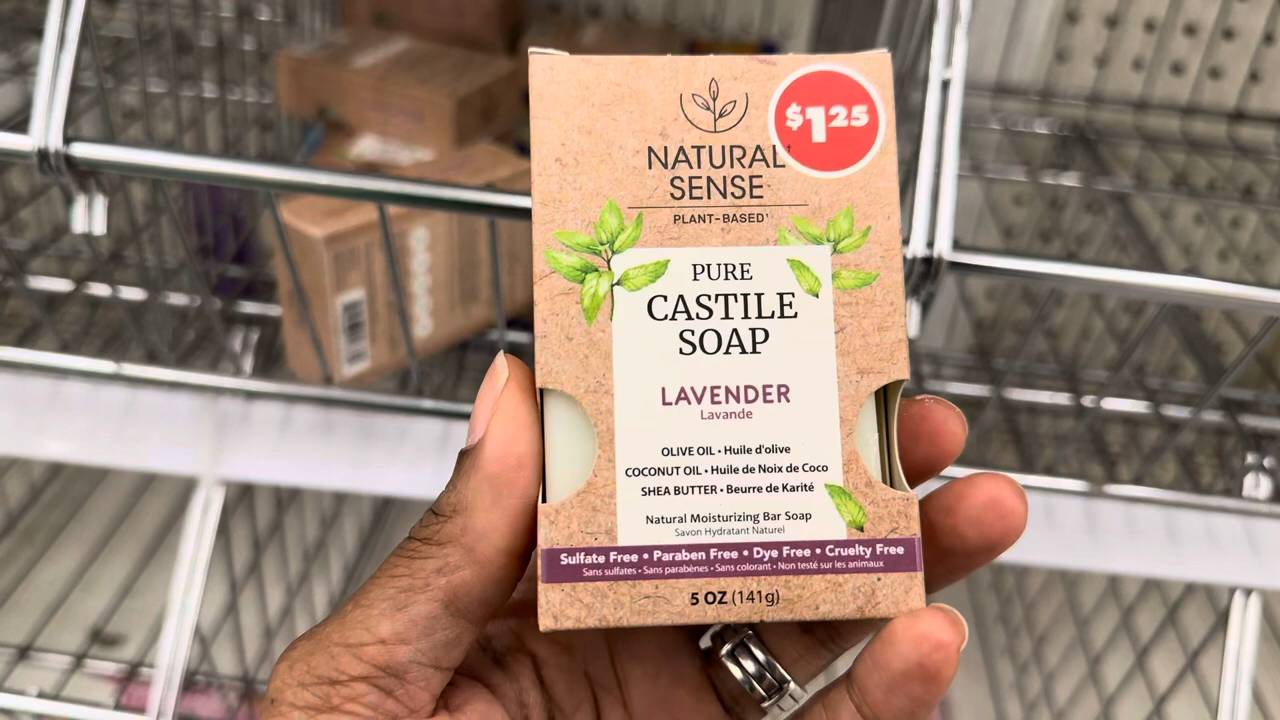 $1.25
NATURAL
SENSE
PLANT-BASED†
PURE
CASTILE
SOAP
LAVENDER
Lavande
OLIVE OIL • Huile d'olive
COCONUT OIL • Huile de Noix de Coco
SHEA BUTTER • Beurre de Karité
Natural Moisturizing Bar Soap
Savon Hydratant Naturel
Sulfate Free • Paraben Free • Dye Free • Cruelty Free
Sans sulfates • Sans parabènes • Sans colorant • Non testé sur les animaux
5 OZ (141g)